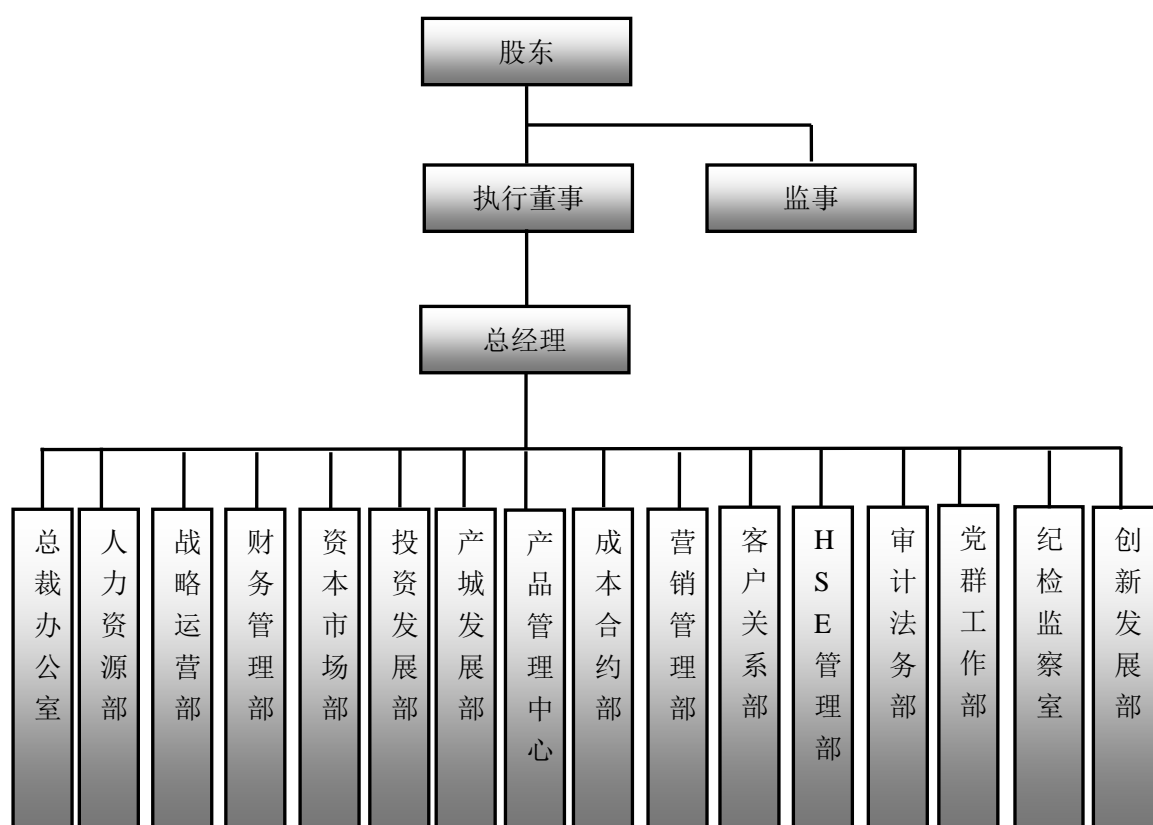 股东
执行董事
监事
总经理
总裁办公室
人力资源部
战略运营部
财务管理部
资本市场部
投资发展部
产城发展部
产品管理中心
成本合约部
营销管理部
客户关系部
HSE管理部
审计法务部
党群工作部
纪检监察室
创新发展部